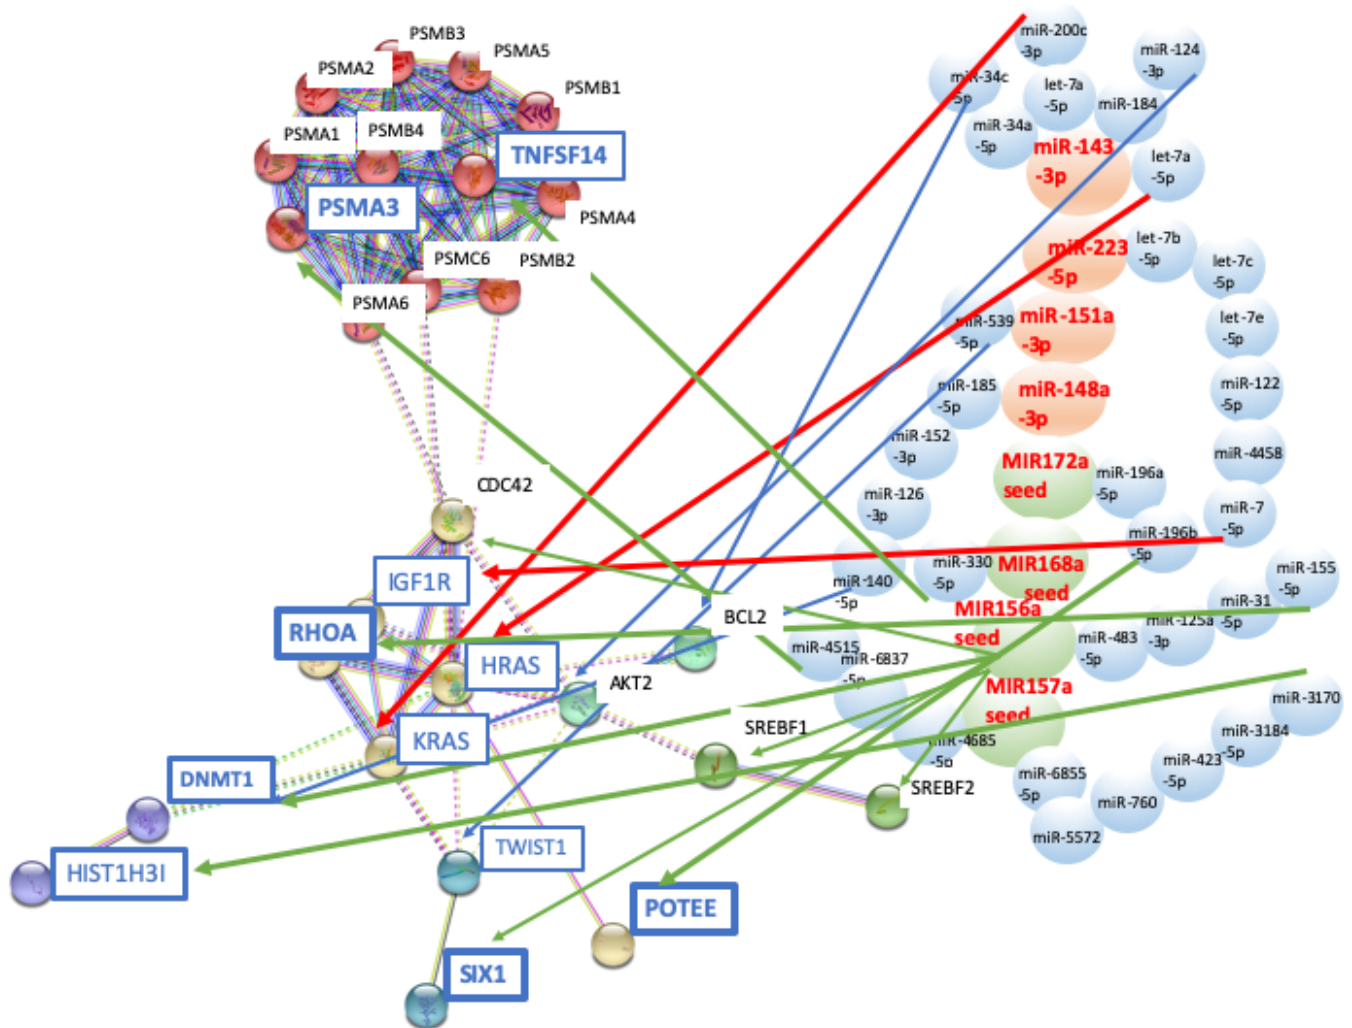 PSMB3
PSMA5
PSMA2
PSMB1
PSMA1
PSMB4
TNFSF14
PSMA3
PSMA4
PSMC6
PSMB2
PSMA6
CDC42
IGF1R
RHOA
HRAS
BCL2
AKT2
KRAS
SREBF1
DNMT1
SREBF2
TWIST1
HIST1H3I
POTEE
SIX1
miR-200c
-3p
miR-124
-3p
miR-34c
-5p
let-7a
-5p
miR-184
miR-34a
-5p
miR-143
-3p
let-7a
-5p
miR-223
-5p
let-7b
-5p
let-7c
-5p
miR-539
-5p
miR-151a
-3p
let-7e
-5p
miR-185
-5p
miR-148a
-3p
miR-122
-5p
miR-152
-3p
miR-4458
MIR172a
seed
miR-196a
-5p
miR-126
-3p
miR-7
-5p
miR-196b
-5p
miR-140
-5p
miR-330
-5p
MIR168a
seed
miR-155
-5p
miR-31
-5p
MIR156a
seed
miR-483
-5p
miR-125a
-3p
miR-4515
miR-6837
-5p
MIR157a
seed
miR-3170
miR-3184
-5p
miR-4685
-5p
miR-423
-5p
miR-6855
-5p
miR-760
miR-5572